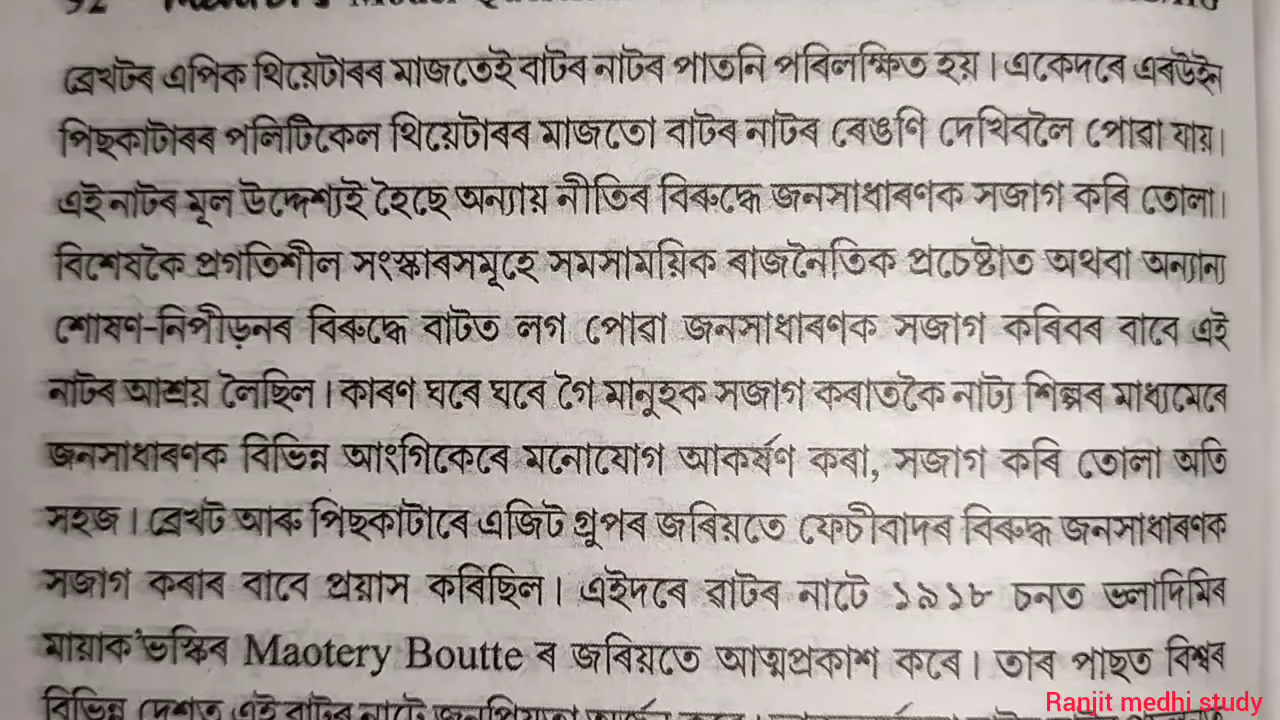 ব্ৰেখটৰ এপিক থিয়েটাৰৰ মাজতেই বাটৰ নাটৰ পাতনি পৰিলক্ষিত হয়। একেদৰে এৰউইন
পিছকাটাৰৰ পলিটিকেল থিয়েটাৰৰ মাজতো বাটৰ নাটৰ ৰেঙণি দেখিবলৈ পোৱা যায়।
এই নাটৰ মূল উদ্দেশ্যই হৈছে অন্যায় নীতিৰ বিৰুদ্ধে জনসাধাৰণক সজাগ কৰি তোলা।
বিশেষকৈ প্ৰগতিশীল সংস্কাৰসমূহে সমসাময়িক ৰাজনৈতিক প্ৰচেষ্টাত অথবা অন্যান্য
শোষণ-নিপীড়নৰ বিৰুদ্ধে বাটত লগ পোৱা জনসাধাৰণক সজাগ কৰিবৰ বাবে এই
নাটৰ আশ্ৰয় লৈছিল। কাৰণ ঘৰে ঘৰে গৈ মানুহক সজাগ কৰাতকৈ নাট্য শিল্পৰ মাধ্যমেৰে
জনসাধাৰণক বিভিন্ন আংগিকেৰে মনোযোগ আকৰ্ষণ কৰা, সজাগ কৰি তোলা অতি
সহজ। ব্ৰেখট আৰু পিছকাটাৰে এজিট গ্ৰূপৰ জৰিয়তে ফেচীবাদৰ বিৰুদ্ধ জনসাধাৰণক
সজাগ কৰাৰ বাবে প্ৰয়াস কৰিছিল। এইদৰে ৱাটৰ নাটে ১৯১৮ চনত ভলাদিমিৰ
মায়াক'ভস্কিৰ Maotery Boutte ৰ জৰিয়তে আত্মপ্ৰকাশ কৰে। তাৰ পাছত বিশ্বৰ
বিভিন্ন দেশত এই বাটৰ নাটে
Ranjit medhi study